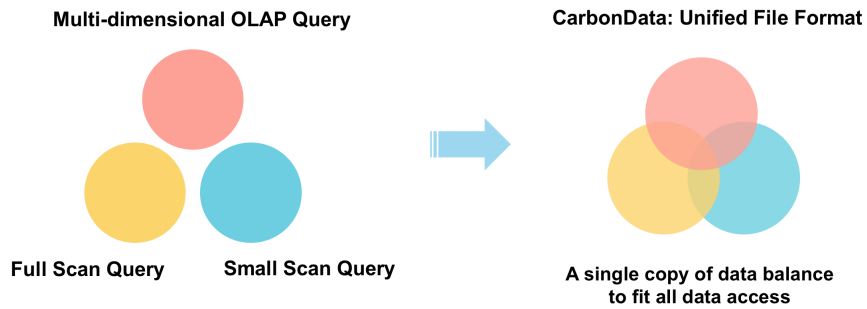 Multi-dimensional OLAP Query
CarbonData: Unified File Format
Full Scan Query
Small Scan Query
A single copy of data balance
to fit all data access